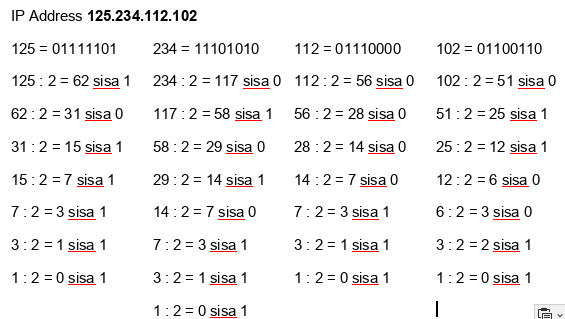 IP Address 125.234.112.102
125 = 01111101 234 = 11101010 112 = 01110000 102 = 01100110
125 : 2 = 62 sisa 1 234 : 2 = 117 sisa 0 112 : 2 = 56 sisa 0 102 : 2 = 51 sisa 0
62 : 2 = 31 sisa 0 117 : 2 = 58 sisa 1 56 : 2 = 28 sisa 0 51 : 2 = 25 sisa 1
31 : 2 = 15 sisa 1 58 : 2 = 29 sisa 0 28 : 2 = 14 sisa 0 25 : 2 = 12 sisa 1
15 : 2 = 7 sisa 1 29 : 2 = 14 sisa 1 14 : 2 = 7 sisa 0 12 : 2 = 6 sisa 0
7 : 2 = 3 sisa 1 14 : 2 = 7 sisa 0 7 : 2 = 3 sisa 1 6 : 2 = 3 sisa 0
3 : 2 = 1 sisa 1 7 : 2 = 3 sisa 1 3 : 2 = 1 sisa 1 3 : 2 = 2 sisa 1
1 : 2 = 0 sisa 1 3 : 2 = 1 sisa 1 1 : 2 = 0 sisa 1 1 : 2 = 0 sisa 1
1 : 2 = 0 sisa 1